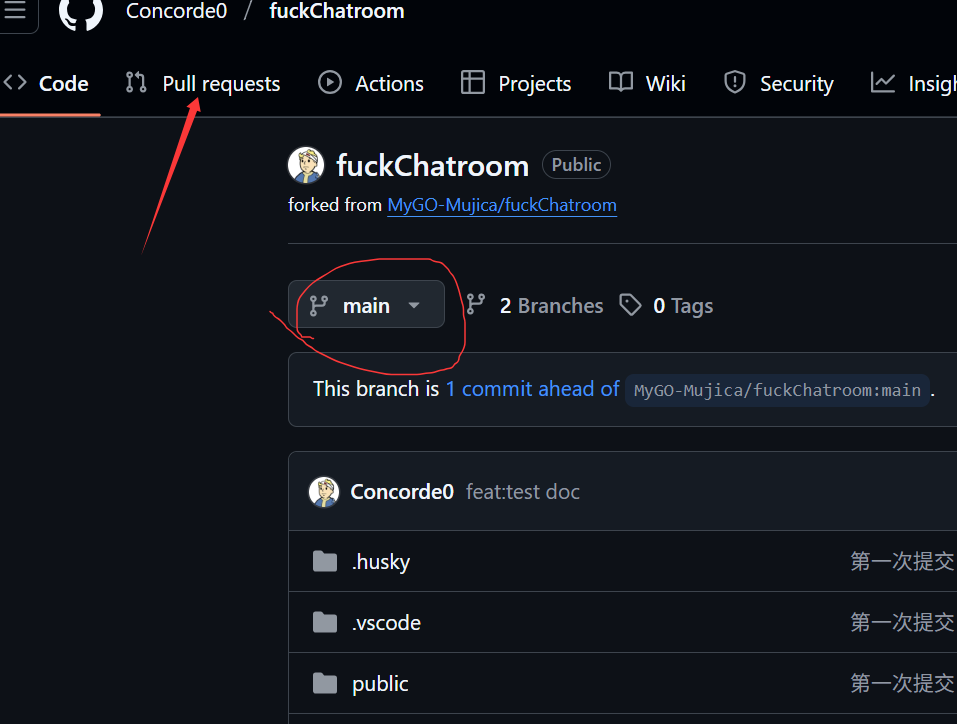 Concorde0 / fuckChatroom
Code Pull requests Actions Projects Wiki Security
fuckChatroom Public
forked from MyGO-Mujica/fuckChatroom
main 2 Branches 0 Tags
This branch is 1 commit ahead of MyGO-Mujica/fuckChatroom:main .
Concorde0 feat:test doc
.husky 第一次提交
.vscode 第一次提交
public 第一次提交